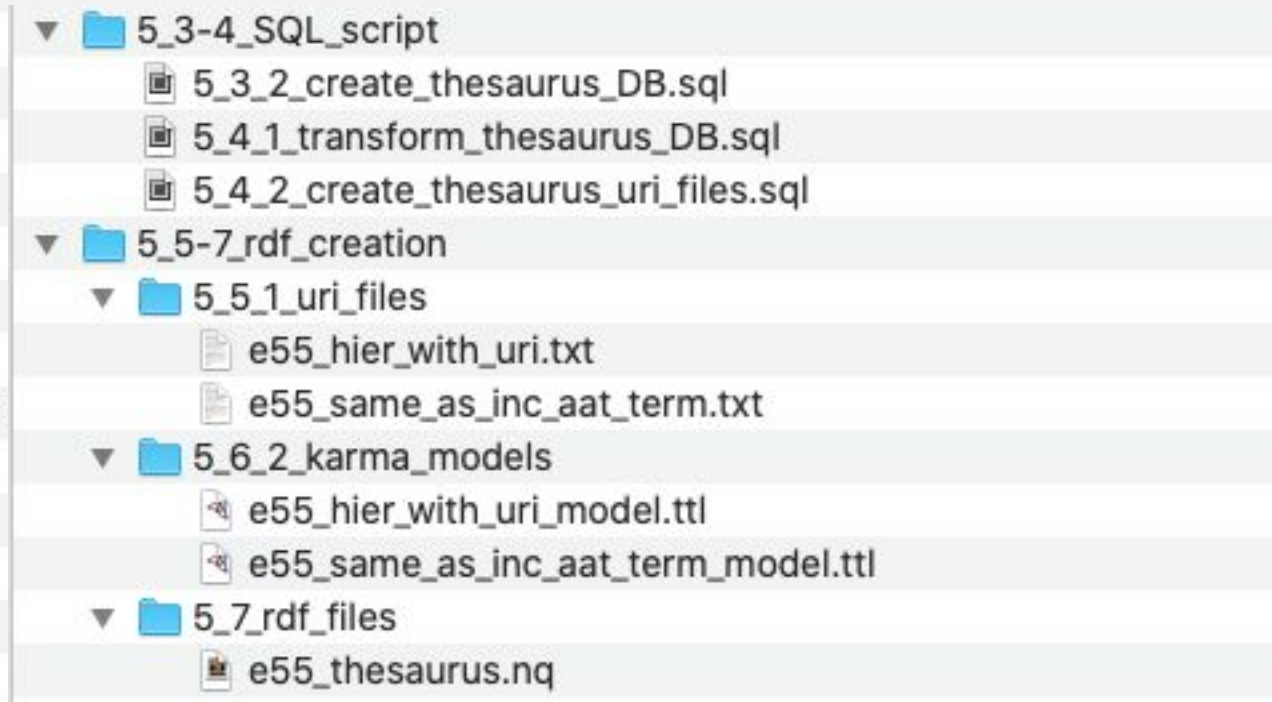 5_3-4_SQL_script
5_3_2_create_thesaurus_DB.sql
5_4_1_transform_thesaurus_DB.sql
5_4_2_create_thesaurus_uri_files.sql
5_5-7_rdf_creation
5_5_1_uri_files
e55_hier_with_uri.txt
e55_same_as_inc_aat_term.txt
5_6_2_karma_models
e55_hier_with_uri_model.ttl
e55_same_as_inc_aat_term_model.ttl
5_7_rdf_files
e55_thesaurus.nq